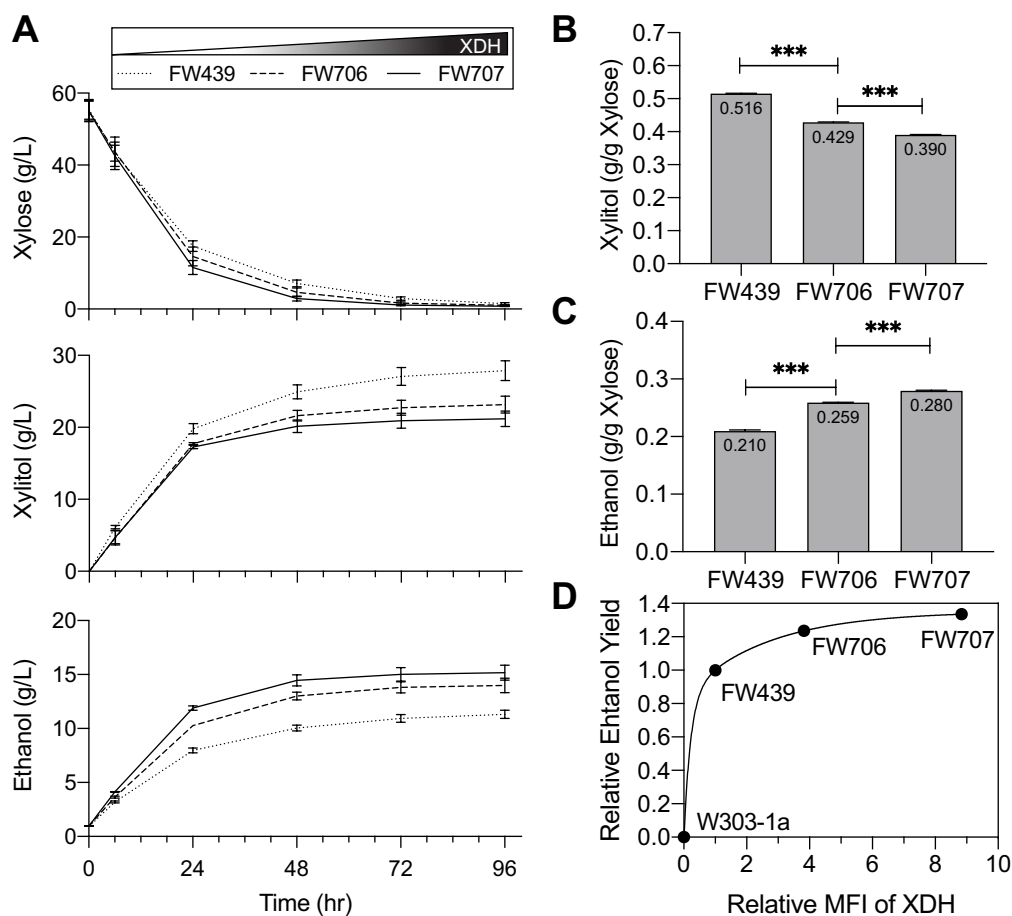 A
XDH
FW439 FW706 FW707
Xylose (g/L)
60
40
20
0
Xylitol (g/L)
30
20
10
0
Ethanol (g/L)
20
15
10
5
0
0 24 48 72 96
Time (hr)
B
Xylitol (g/g Xylose)
0.7
0.6
0.5
0.4
0.3
0.2
0.1
0.0
***
***
0.516
0.429
0.390
FW439 FW706 FW707
C
Ethanol (g/g Xylose)
0.4
0.3
0.2
0.1
0.0
***
***
0.210
0.259
0.280
FW439 FW706 FW707
D
Relative Ehtanol Yield
1.4
1.2
1.0
0.8
0.6
0.4
0.2
0.0
FW706
FW707
FW439
W303-1a
0 2 4 6 8 10
Relative MFI of XDH